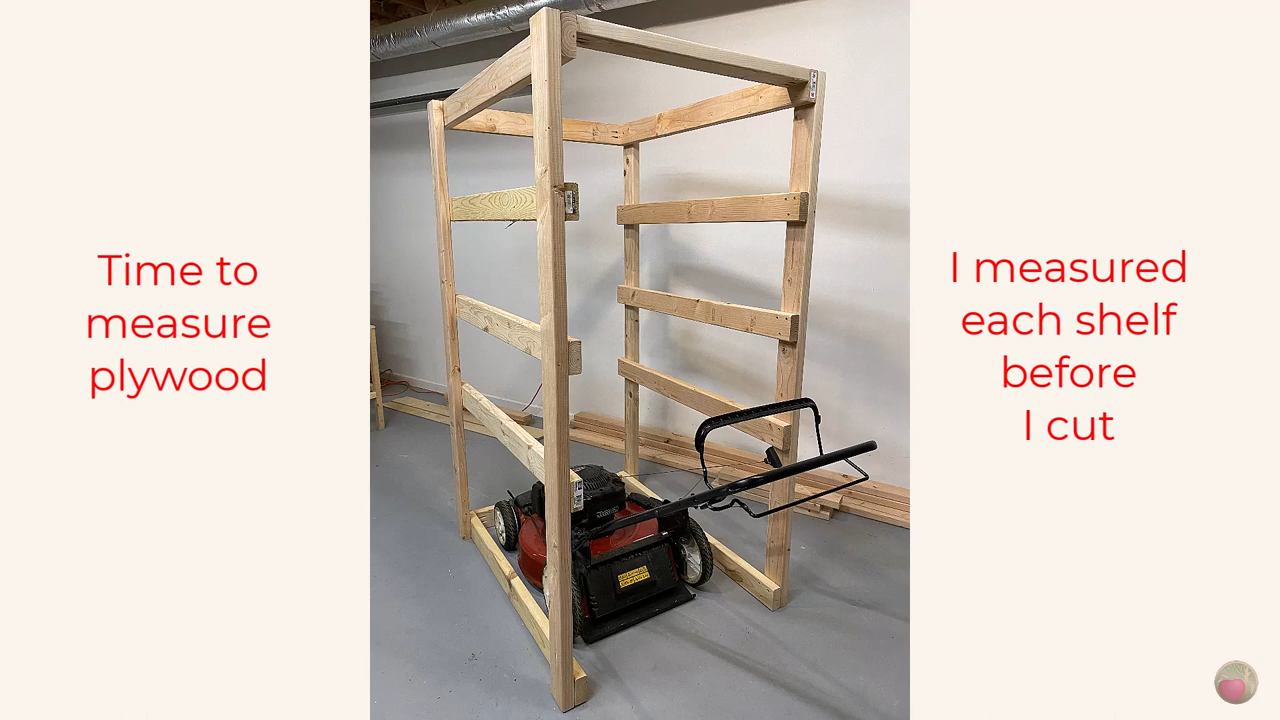 Time to
measure
plywood
I measured
each shelf
before
I cut